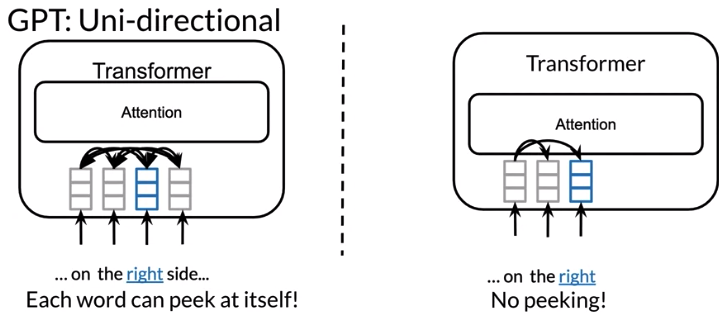 GPT: Uni-directional
Transformer
Attention
... on the right side...
Each word can peek at itself!
Transformer
Attention
... on the right
No peeking!